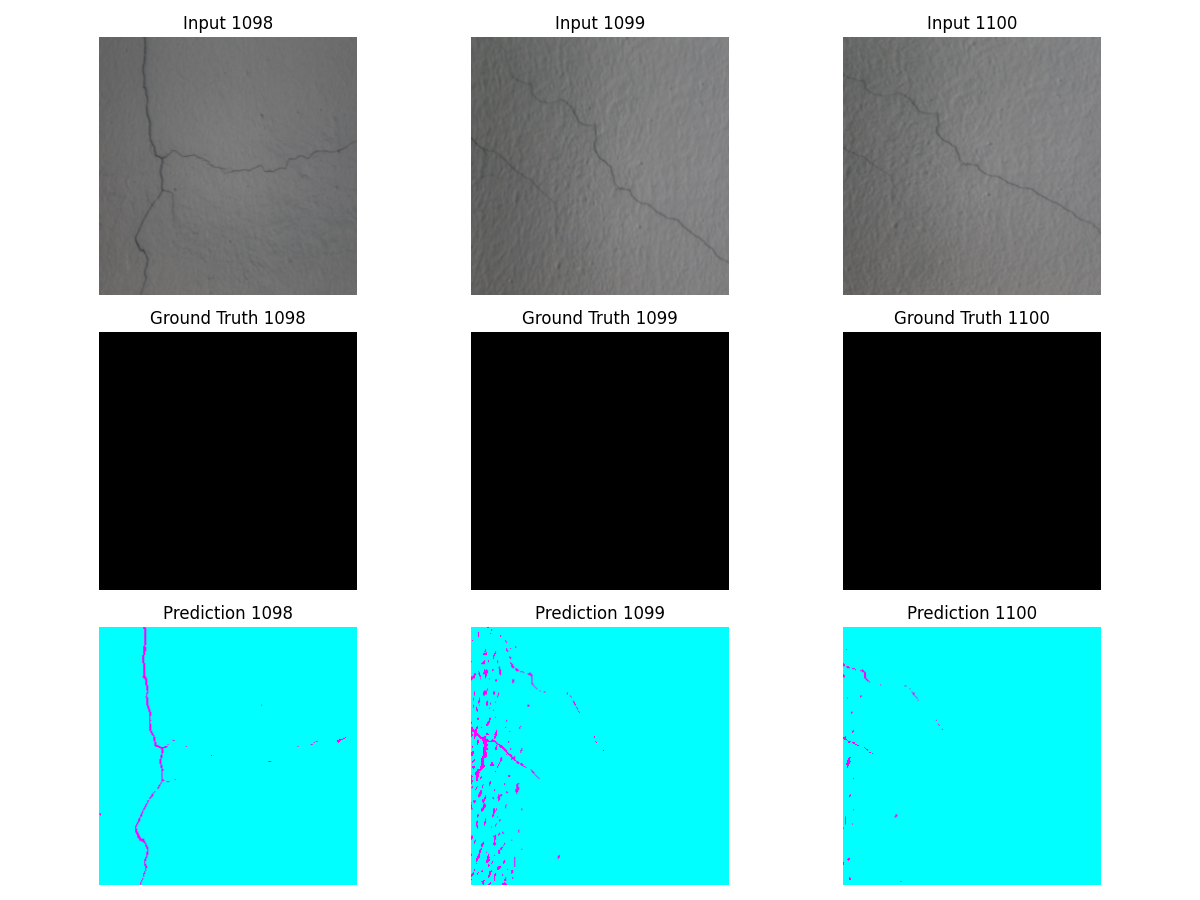 Input 1098
Input 1099
Input 1100
Ground Truth 1098
Ground Truth 1099
Ground Truth 1100
Prediction 1098
Prediction 1099
Prediction 1100